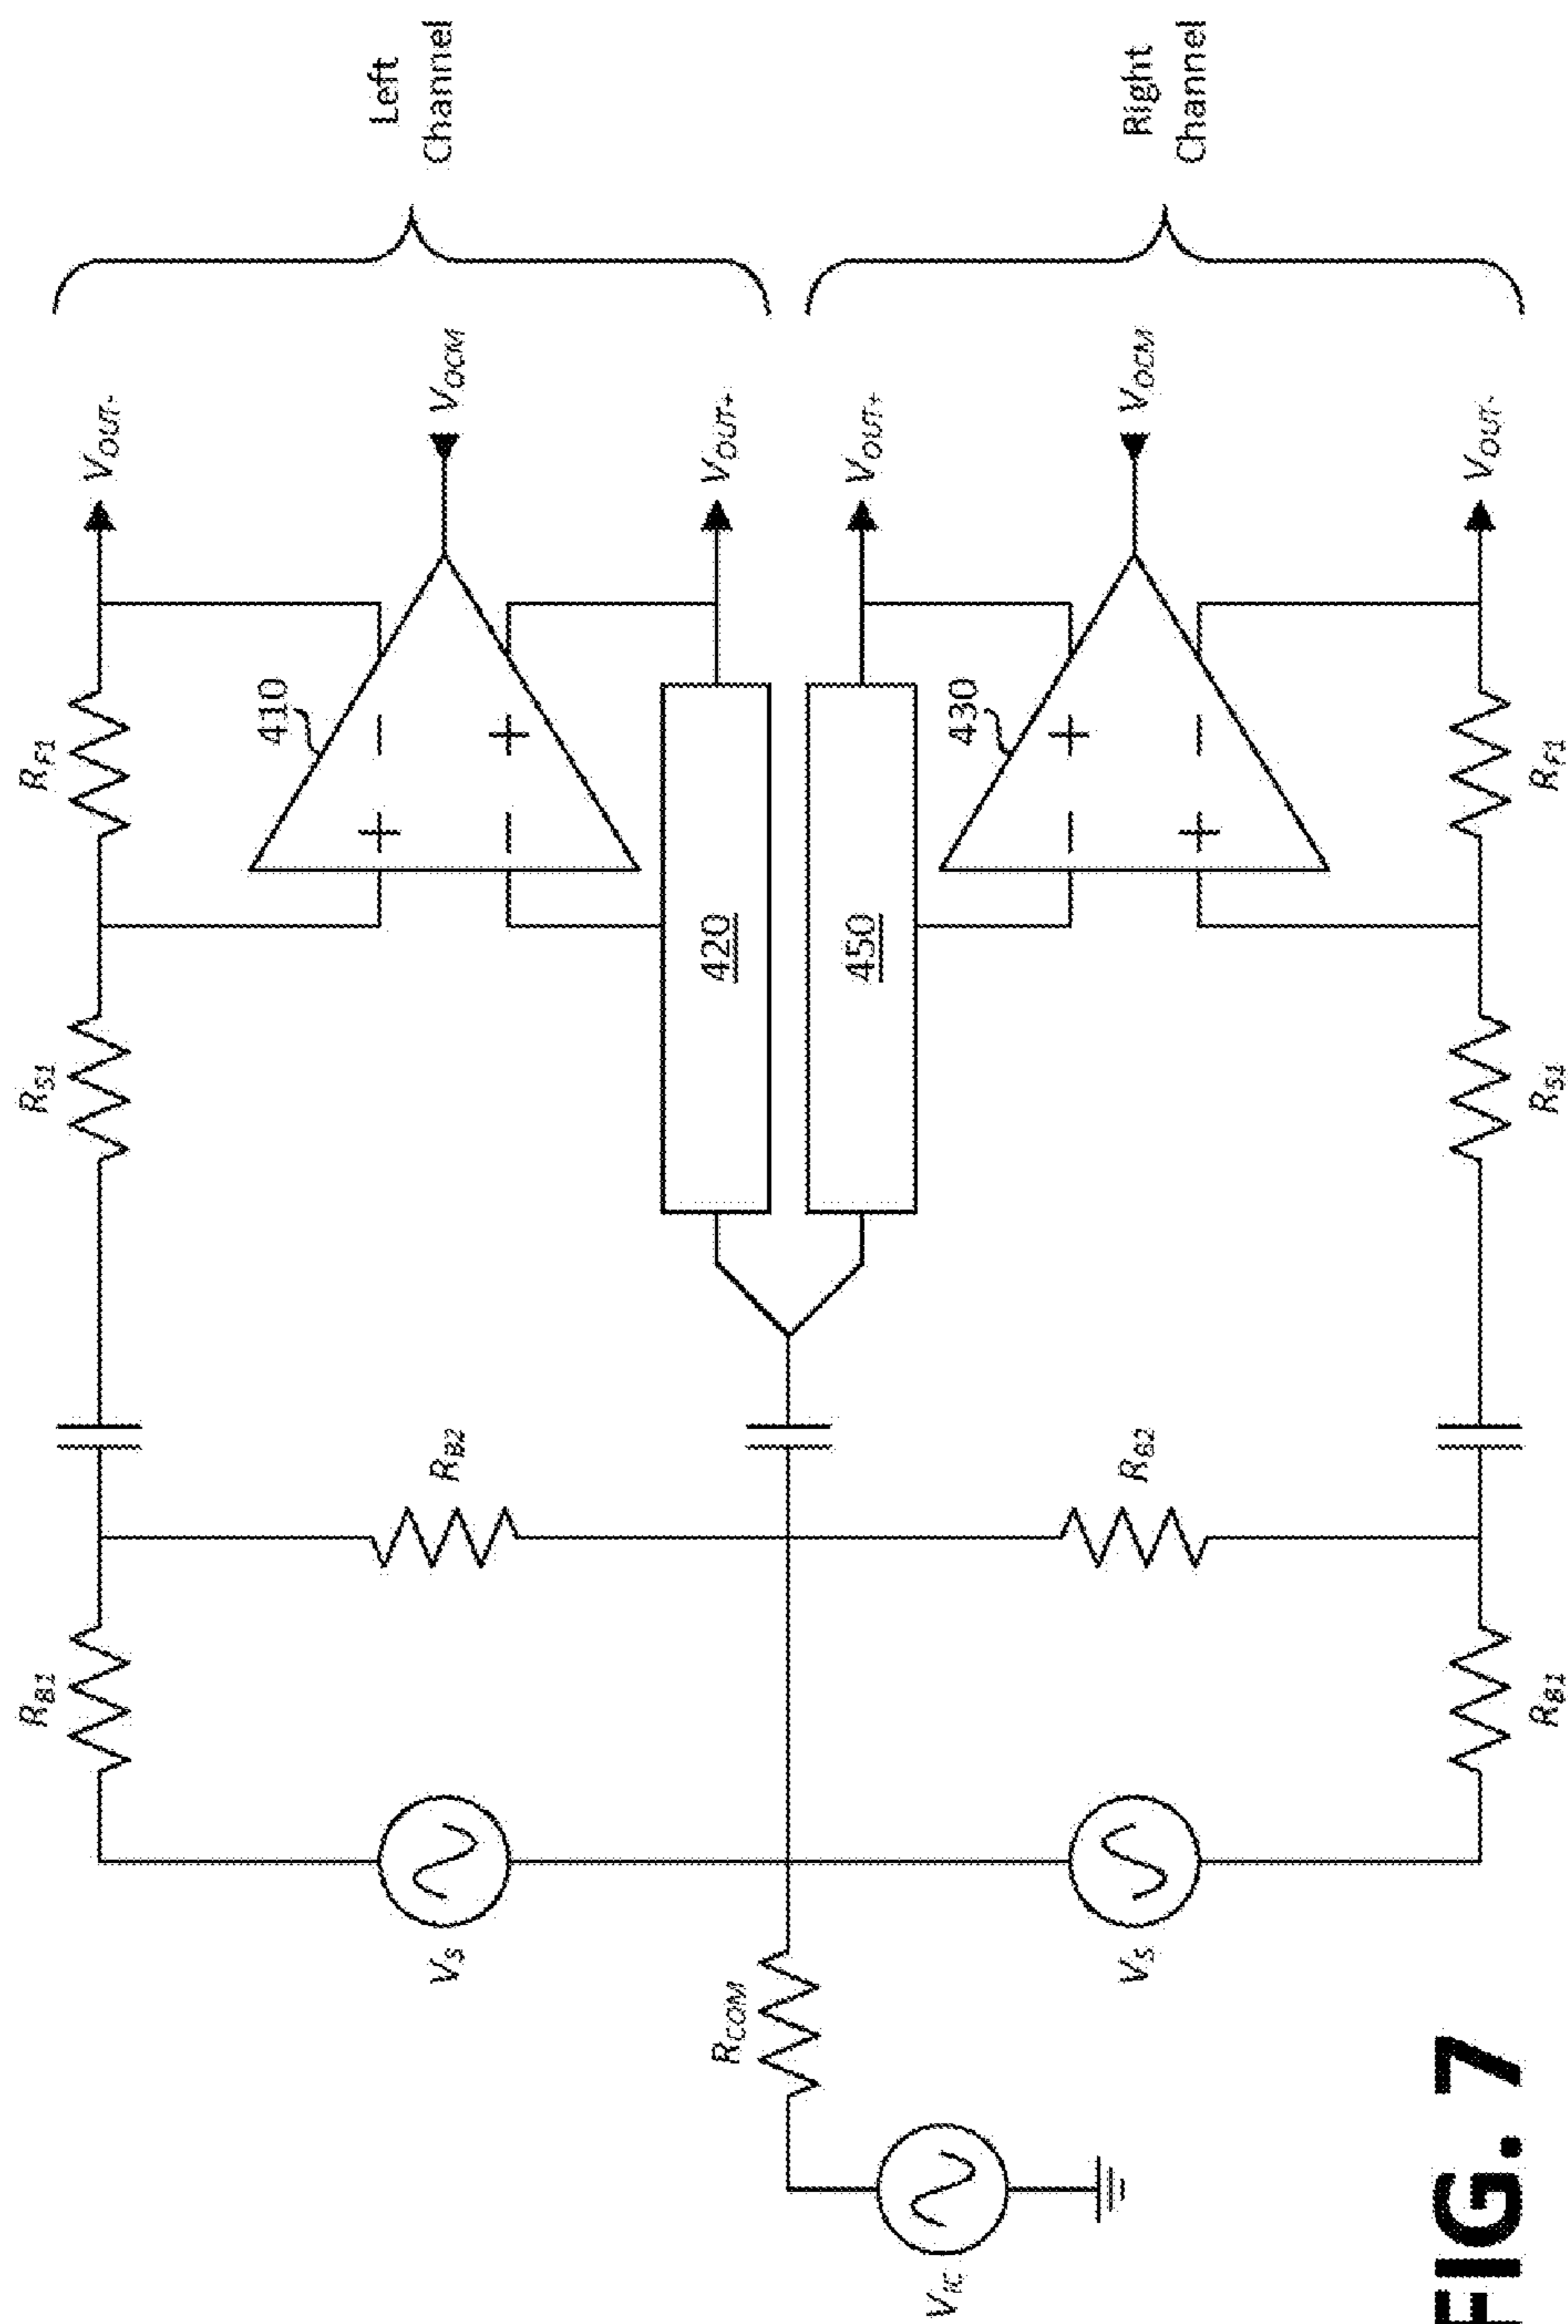 R_B1
R_S1
R_F1
V_OUT-
V_S
R_B2
410
+ −
− +
V_OCM
Left
Channel
V_OUT+
420
R_COM
V_IC
450
V_OUT+
V_S
R_B2
430
− +
+ −
V_OCM
Right
Channel
V_OUT-
R_B1
R_S1
R_F1
FIG. 7